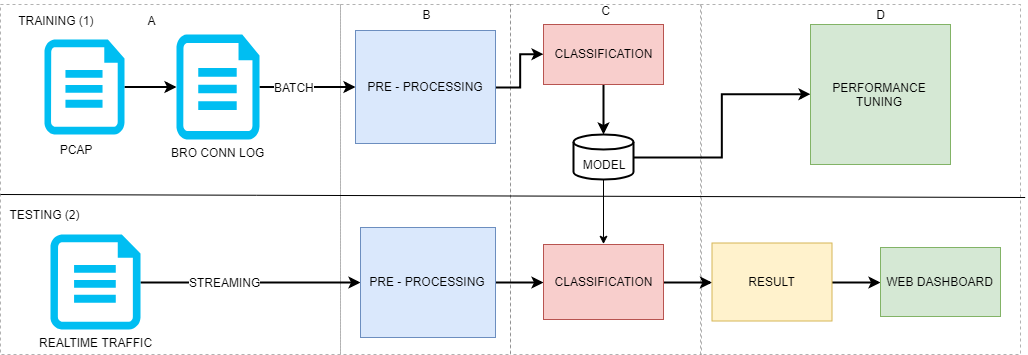 TRAINING (1)
A
B
C
D
PCAP
BRO CONN LOG
BATCH
PRE - PROCESSING
CLASSIFICATION
MODEL
PERFORMANCE
TUNING
TESTING (2)
REALTIME TRAFFIC
STREAMING
PRE - PROCESSING
CLASSIFICATION
RESULT
WEB DASHBOARD